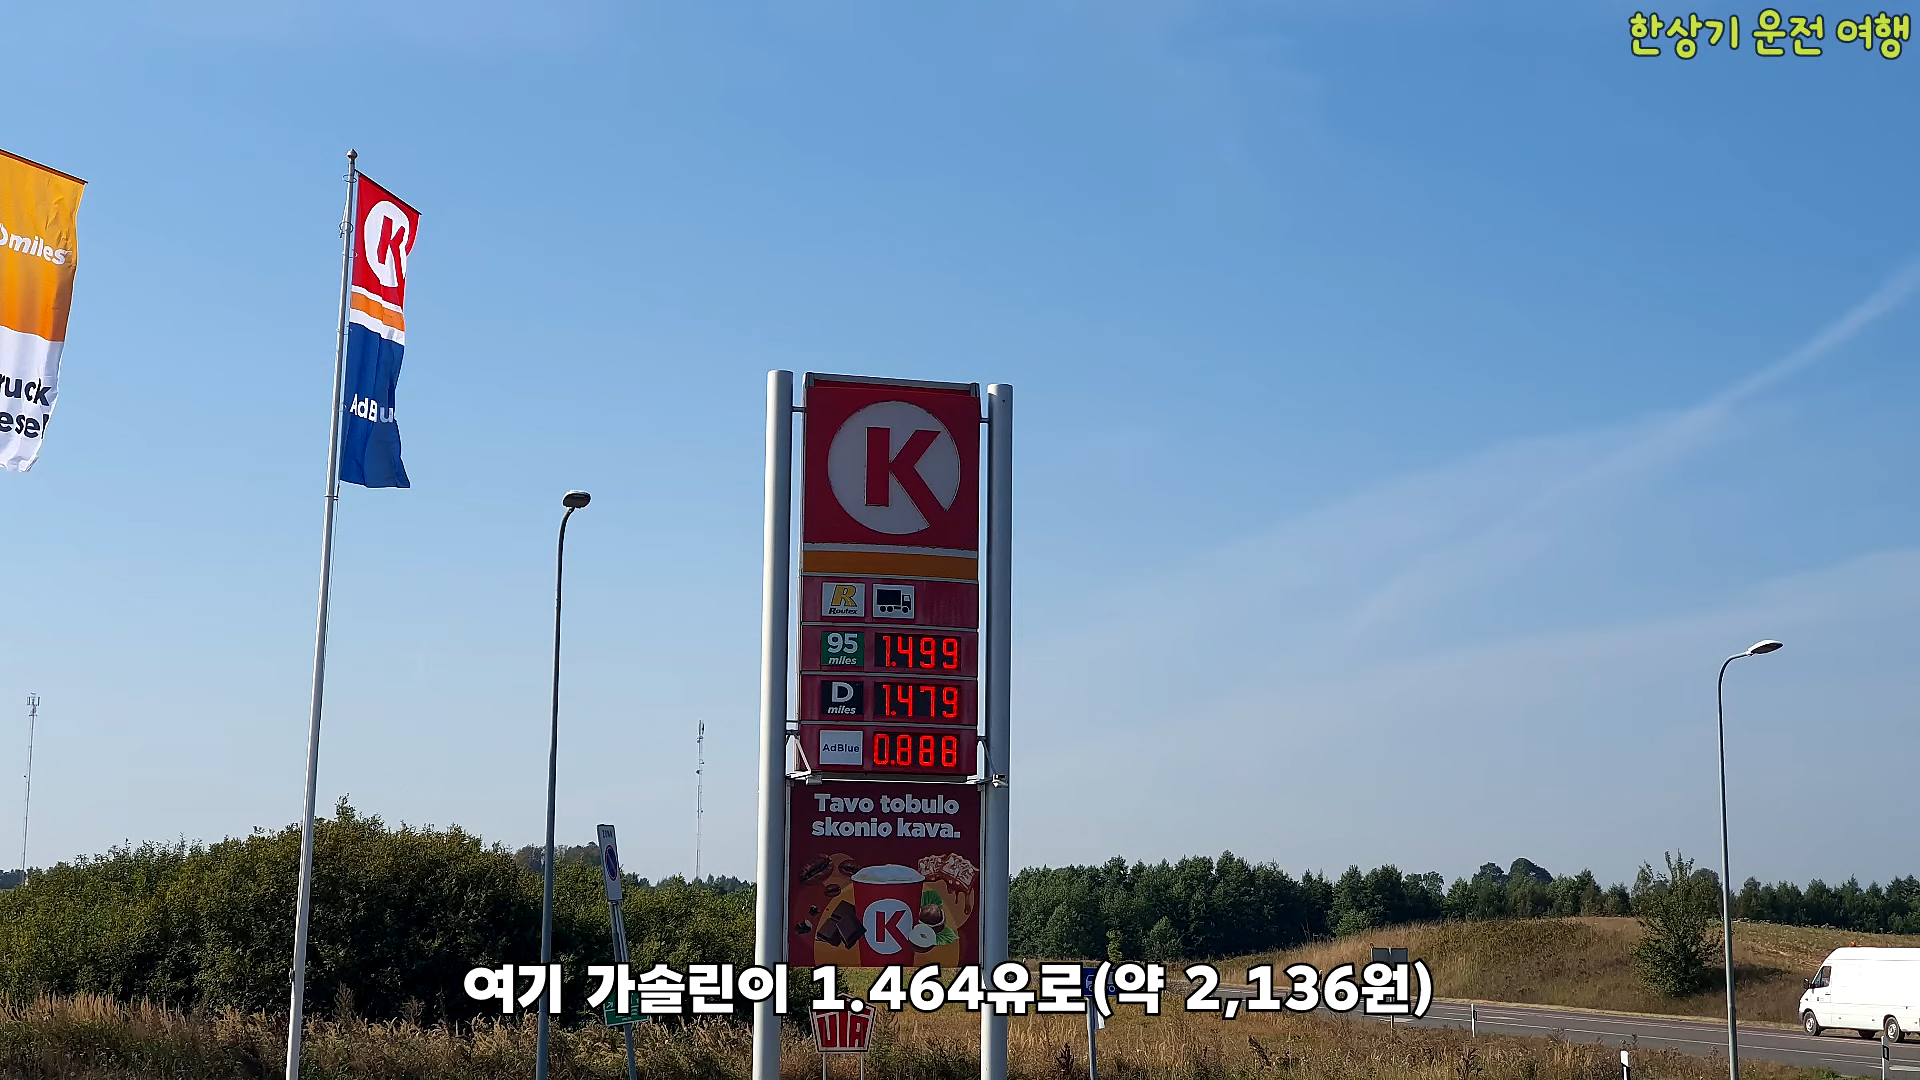 한상기 운전 여행
miles
ruck
esel
K
AdBlu
K
R
Routex
95
miles
1.499
D
miles
1.479
AdBlue
0.888
Tavo tobulo
skonio kava.
K
여기 가솔린이 1.464유로(약 2,136원)